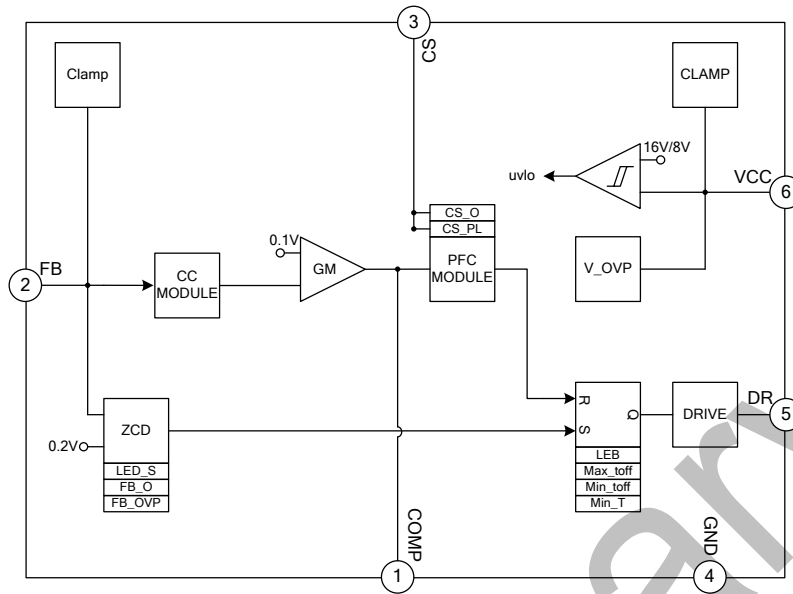 3
CS
Clamp
CLAMP
16V/8V
uvlo
VCC
6
CS_O
CS_PL
0.1V
GM
PFC
MODULE
V_OVP
FB
2
CC
MODULE
R
S
Q
DRIVE
DR
5
ZCD
0.2V
LED_S
FB_O
FB_OVP
LEB
Max_toff
Min_toff
Min_T
COMP
1
GND
4